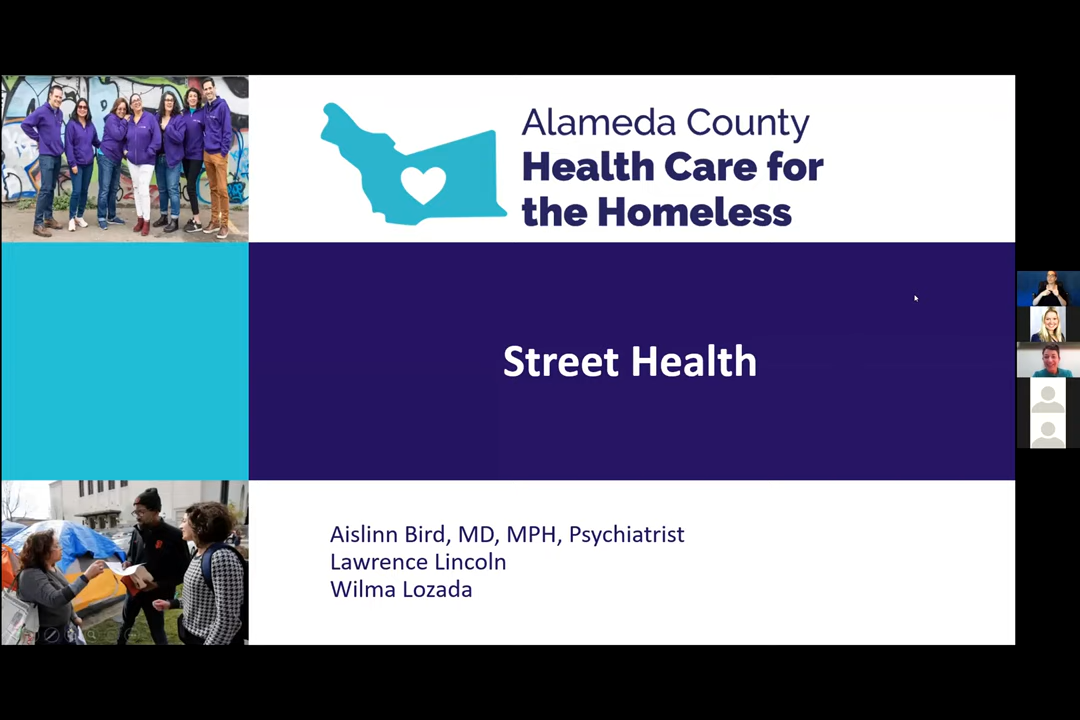 Alameda County
Health Care for
the Homeless
Street Health
Aislinn Bird, MD, MPH, Psychiatrist
Lawrence Lincoln
Wilma Lozada